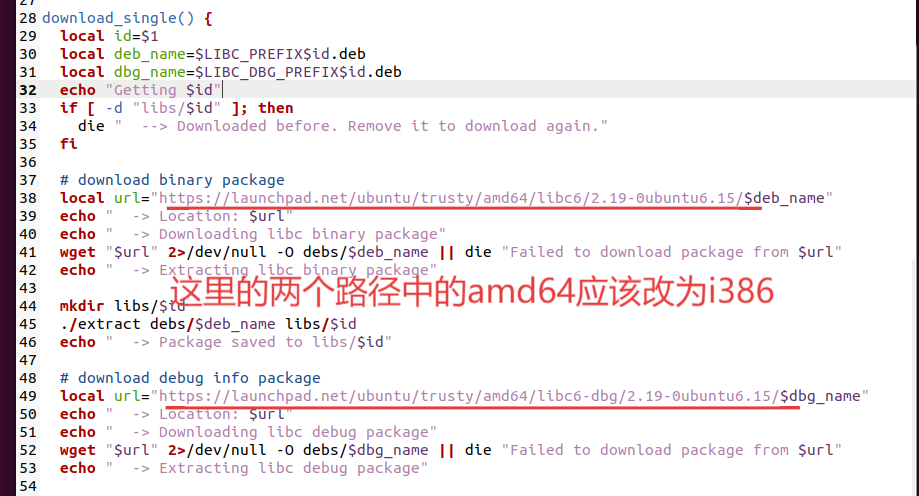 27
28 download_single() {
29   local id=$1
30   local deb_name=$LIBC_PREFIX$id.deb
31   local dbg_name=$LIBC_DBG_PREFIX$id.deb
32   echo "Getting $id"
33   if [ -d "libs/$id" ]; then
34     die "  --> Downloaded before. Remove it to download again."
35   fi
36
37   # download binary package
38   local url="https://launchpad.net/ubuntu/trusty/amd64/libc6/2.19-0ubuntu6.15/$deb_name"
39   echo "  -> Location: $url"
40   echo "  -> Downloading libc binary package"
41   wget "$url" 2>/dev/null -O debs/$deb_name || die "Failed to download package from $url"
42   echo "  -> Extracting libc binary package"
43
这里的两个路径中的amd64应该改为i386
44   mkdir libs/$id
45   ./extract debs/$deb_name libs/$id
46   echo "  -> Package saved to libs/$id"
47
48   # download debug info package
49   local url="https://launchpad.net/ubuntu/trusty/amd64/libc6-dbg/2.19-0ubuntu6.15/$dbg_name"
50   echo "  -> Location: $url"
51   echo "  -> Downloading libc debug package"
52   wget "$url" 2>/dev/null -O debs/$dbg_name || die "Failed to download package from $url"
53   echo "  -> Extracting libc debug package"
54